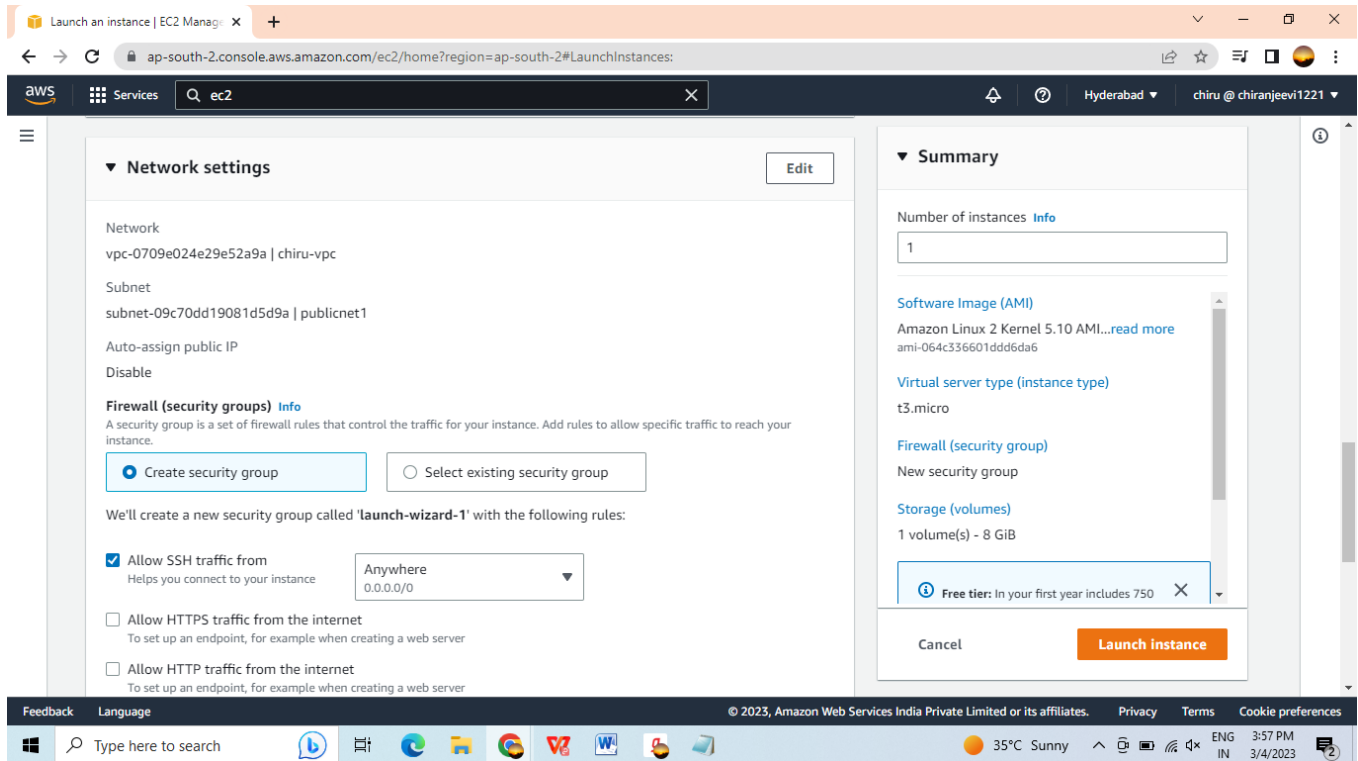 Launch an instance | EC2 Manage
ap-south-2.console.aws.amazon.com/ec2/home?region=ap-south-2#LaunchInstances:
aws
Services
ec2
Hyderabad
chiru @ chiranjeevi1221
Network settings
Edit
Network
vpc-0709e024e29e52a9a | chiru-vpc
Subnet
subnet-09c70dd19081d5d9a | publicnet1
Auto-assign public IP
Disable
Firewall (security groups) Info
A security group is a set of firewall rules that control the traffic for your instance. Add rules to allow specific traffic to reach your
instance.
Create security group
Select existing security group
We'll create a new security group called 'launch-wizard-1' with the following rules:
Allow SSH traffic from
Helps you connect to your instance
Anywhere
0.0.0.0/0
Allow HTTPS traffic from the internet
To set up an endpoint, for example when creating a web server
Allow HTTP traffic from the internet
To set up an endpoint, for example when creating a web server
Summary
Number of instances Info
1
Software Image (AMI)
Amazon Linux 2 Kernel 5.10 AMI...read more
ami-064c336601ddd6da6
Virtual server type (instance type)
t3.micro
Firewall (security group)
New security group
Storage (volumes)
1 volume(s) - 8 GiB
Free tier: In your first year includes 750
Cancel
Launch instance
Feedback
Language
© 2023, Amazon Web Services India Private Limited or its affiliates.
Privacy
Terms
Cookie preferences
Type here to search
35°C Sunny
ENG
IN
3:57 PM
3/4/2023
2